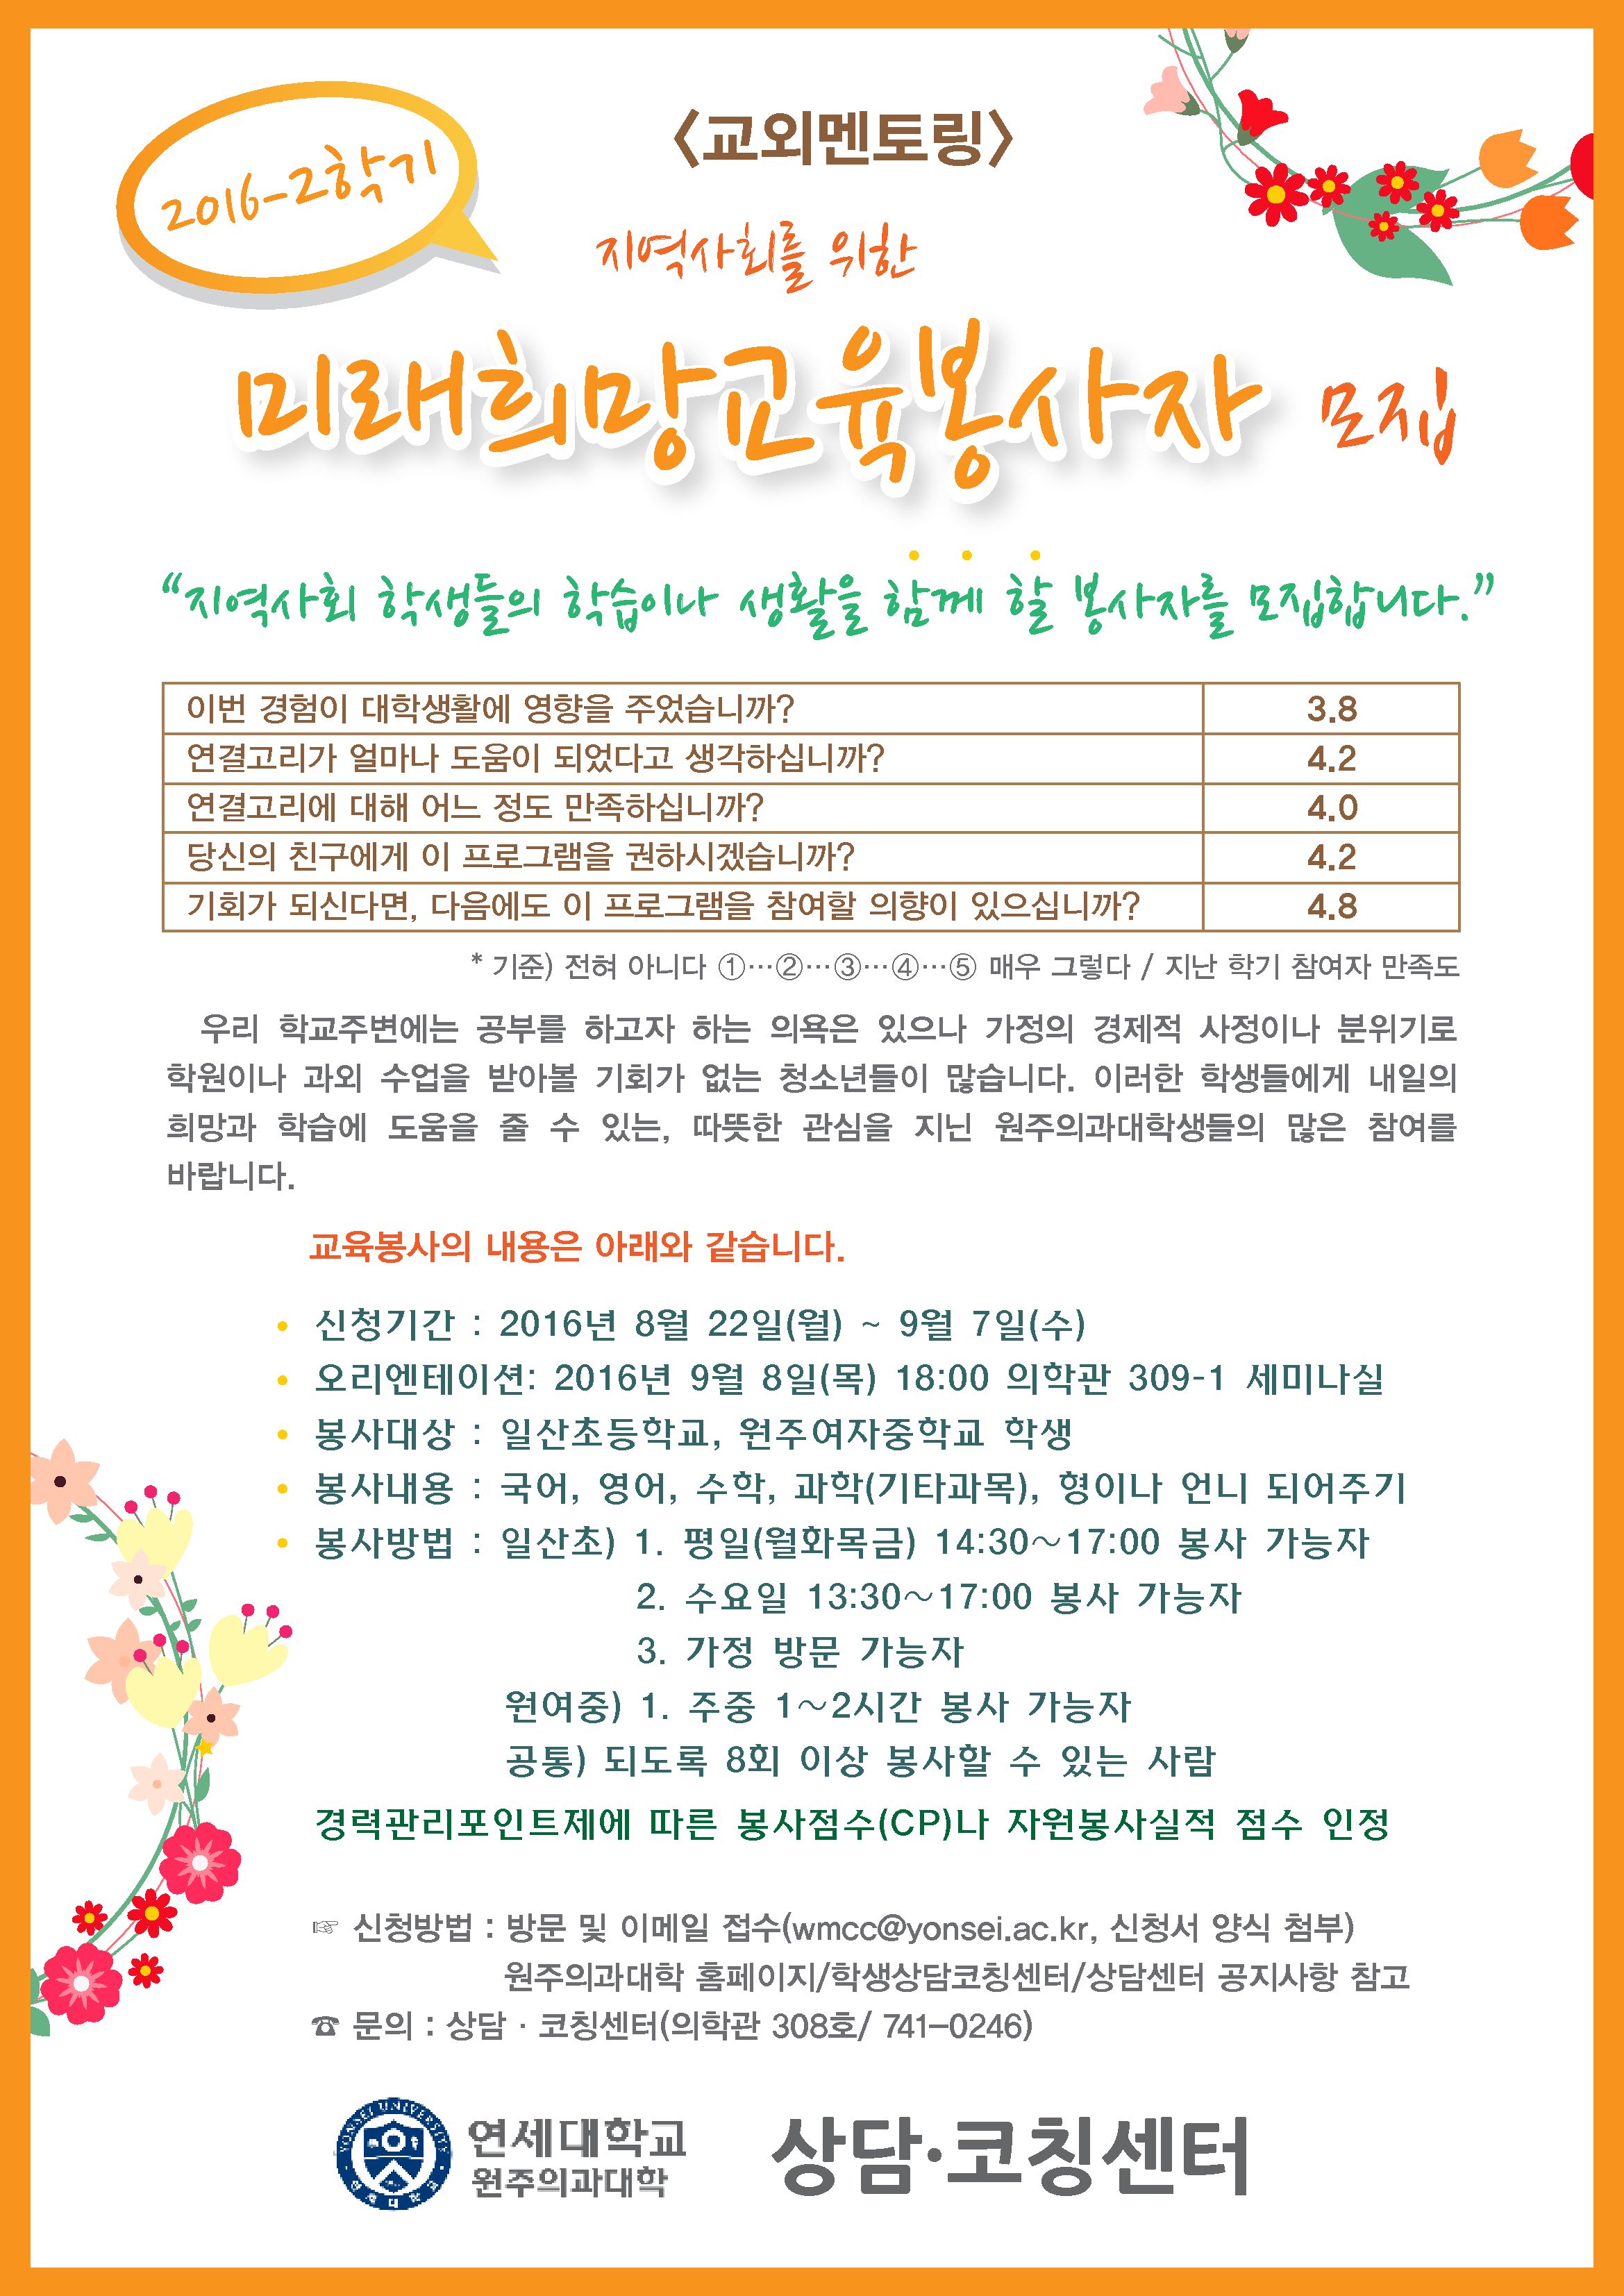 2016-2학기
<교외멘토링>
지역사회를 위한
미래희망교육봉사자 모집
“지역사회 학생들의 학습이나 생활을 함께 할 봉사자를 모집합니다.”
이번 경험이 대학생활에 영향을 주었습니까? 3.8
연결고리가 얼마나 도움이 되었다고 생각하십니까? 4.2
연결고리에 대해 어느 정도 만족하십니까? 4.0
당신의 친구에게 이 프로그램을 권하시겠습니까? 4.2
기회가 되신다면, 다음에도 이 프로그램을 참여할 의향이 있으십니까? 4.8
* 기준) 전혀 아니다 ①…②…③…④…⑤ 매우 그렇다 / 지난 학기 참여자 만족도
우리 학교주변에는 공부를 하고자 하는 의욕은 있으나 가정의 경제적 사정이나 분위기로
학원이나 과외 수업을 받아볼 기회가 없는 청소년들이 많습니다. 이러한 학생들에게 내일의
희망과 학습에 도움을 줄 수 있는, 따뜻한 관심을 지닌 원주의과대학생들의 많은 참여를
바랍니다.
교육봉사의 내용은 아래와 같습니다.
• 신청기간 : 2016년 8월 22일(월) ~ 9월 7일(수)
• 오리엔테이션: 2016년 9월 8일(목) 18:00 의학관 309-1 세미나실
• 봉사대상 : 일산초등학교, 원주여자중학교 학생
• 봉사내용 : 국어, 영어, 수학, 과학(기타과목), 형이나 언니 되어주기
• 봉사방법 : 일산초) 1. 평일(월화목금) 14:30～17:00 봉사 가능자
2. 수요일 13:30～17:00 봉사 가능자
3. 가정 방문 가능자
원여중) 1. 주중 1～2시간 봉사 가능자
공통) 되도록 8회 이상 봉사할 수 있는 사람
경력관리포인트제에 따른 봉사점수(CP)나 자원봉사실적 점수 인정
☞ 신청방법 : 방문 및 이메일 접수(wmcc@yonsei.ac.kr, 신청서 양식 첨부)
원주의과대학 홈페이지/학생상담코칭센터/상담센터 공지사항 참고
☎ 문의 : 상담 · 코칭센터(의학관 308호/ 741-0246)
YONSEI UNIVERSITY
연세대학교
연세대학교
원주의과대학
상담·코칭센터